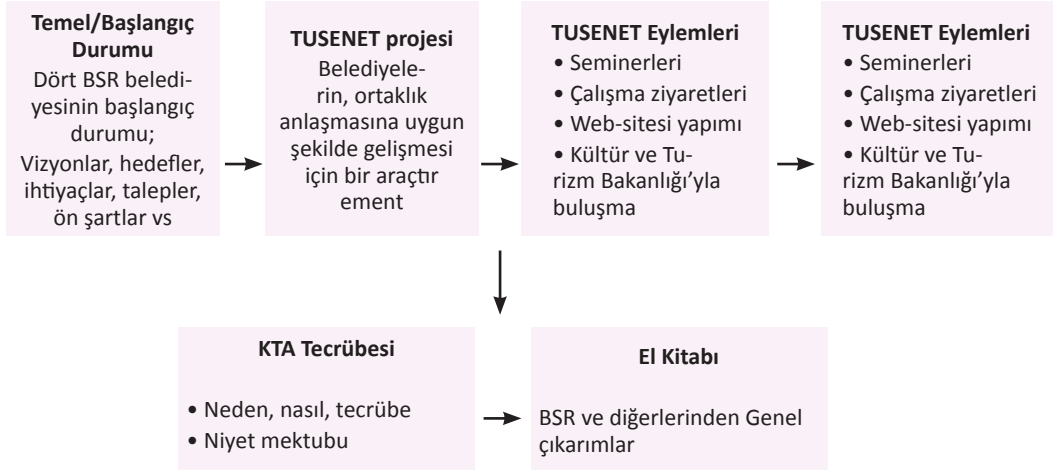 Temel/Başlangıç
Durumu
Dört BSR beledi-
yesinin başlangıç
durumu;
Vizyonlar, hedefler,
ihtiyaçlar, talepler,
ön şartlar vs
TUSENET projesi
Belediyele-
rin, ortaklık
anlaşmasına uygun
şekilde gelişmesi
için bir araçtır
ement
TUSENET Eylemleri
• Seminerleri
• Çalışma ziyaretleri
• Web-sitesi yapımı
• Kültür ve Tu-
rizm Bakanlığı’yla
buluşma
TUSENET Eylemleri
• Seminerleri
• Çalışma ziyaretleri
• Web-sitesi yapımı
• Kültür ve Tu-
rizm Bakanlığı’yla
buluşma
KTA Tecrübesi
• Neden, nasıl, tecrübe
• Niyet mektubu
El Kitabı
BSR ve diğerlerinden Genel
çıkarımlar